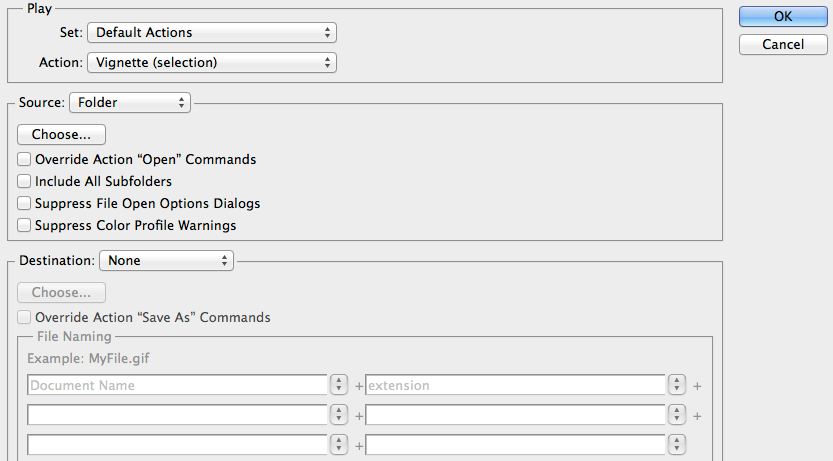 Play
OK
Set: Default Actions
Cancel
Action: Vignette (selection)
Source: Folder
Choose...
Override Action “Open” Commands
Include All Subfolders
Suppress File Open Options Dialogs
Suppress Color Profile Warnings
Destination: None
Choose...
Override Action “Save As” Commands
File Naming
Example: MyFile.gif
Document Name + extension +
+ +
+